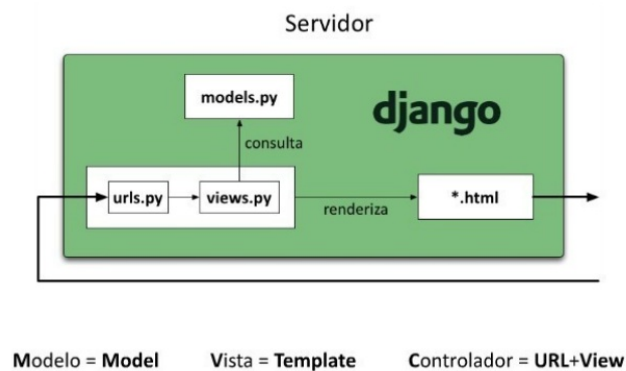 Servidor
models.py
django
consulta
urls.py
views.py
renderiza
*.html
Modelo = Model
Vista = Template
Controlador = URL+View